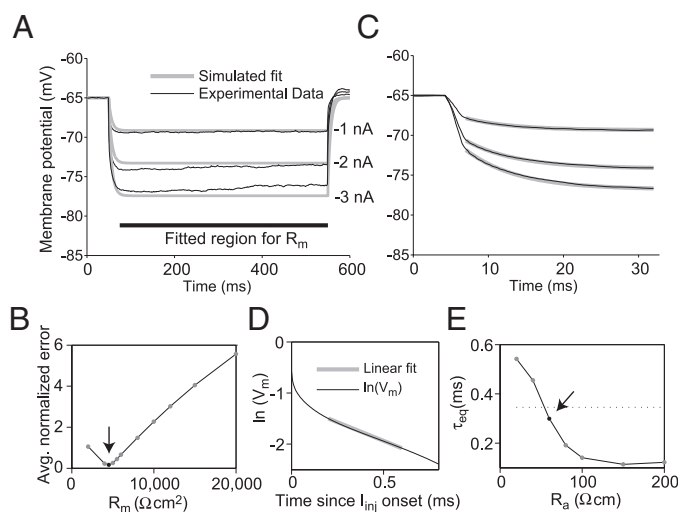 A
C
-60
-65
-70
-75
-80
-85
Membrane potential (mV)
Simulated fit
Experimental Data
-1 nA
-2 nA
-3 nA
Fitted region for Rm
0
200
400
600
Time (ms)
-60
-65
-70
-75
-80
-85
0
10
20
30
Time (ms)
B
D
E
6
4
2
0
Avg. normalized error
0
10,000
20,000
Rm (Ωcm²)
0
-1
-2
ln (Vm)
Linear fit
ln(Vm)
0
0.5
Time since Iinj onset (ms)
0.6
0.4
0.2
τeq(ms)
0
100
200
Ra (Ωcm)